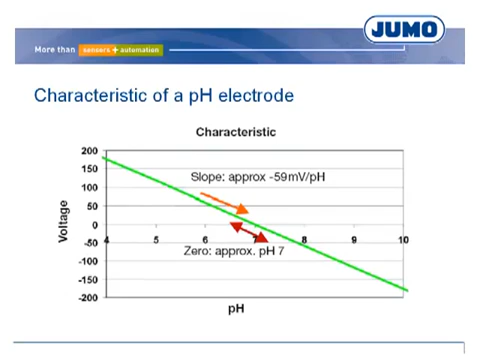 JUMO
More than sensors + automation
Characteristic of a pH electrode
Characteristic
200
150
100
50
0
-50
-100
-150
-200
Voltage
Slope: approx -59mV/pH
4 5 6 7 8 9 10
Zero: approx. pH 7
pH